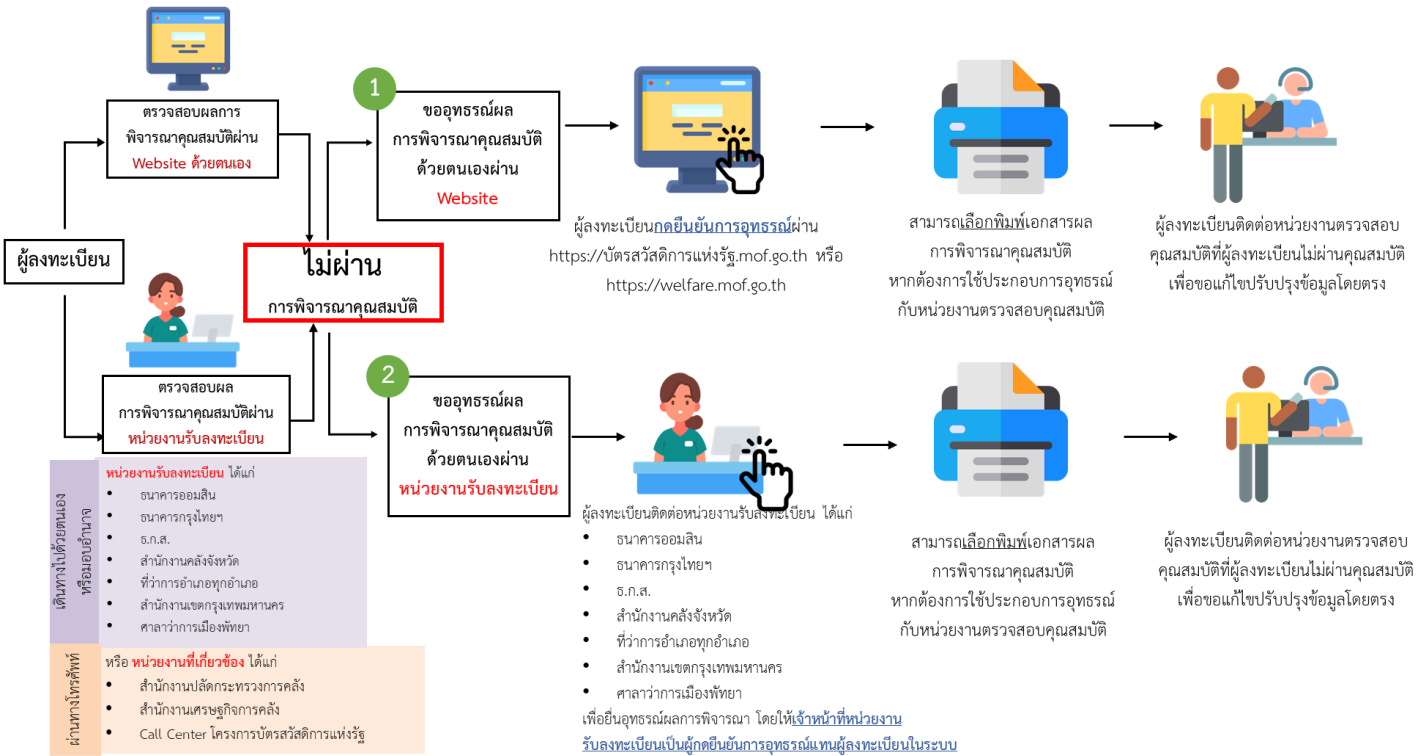 ผู้ลงทะเบียน
ตรวจสอบผลการ
พิจารณาคุณสมบัติผ่าน
Website ด้วยตนเอง
ตรวจสอบผล
การพิจารณาคุณสมบัติผ่าน
หน่วยงานรับลงทะเบียน
เดินทางไปด้วยตนเอง
หรือมอบอำนาจ
หน่วยงานรับลงทะเบียน ได้แก่
• ธนาคารออมสิน
• ธนาคารกรุงไทยฯ
• ธ.ก.ส.
• สำนักงานคลังจังหวัด
• ที่ว่าการอำเภอทุกอำเภอ
• สำนักงานเขตกรุงเทพมหานคร
• ศาลาว่าการเมืองพัทยา
ผ่านทางโทรศัพท์
หรือ หน่วยงานที่เกี่ยวข้อง ได้แก่
• สำนักงานปลัดกระทรวงการคลัง
• สำนักงานเศรษฐกิจการคลัง
• Call Center โครงการบัตรสวัสดิการแห่งรัฐ
ไม่ผ่าน
การพิจารณาคุณสมบัติ
1
ขออุทธรณ์ผล
การพิจารณาคุณสมบัติ
ด้วยตนเองผ่าน
Website
ผู้ลงทะเบียนกดยืนยันการอุทธรณ์ผ่าน
https://บัตรสวัสดิการแห่งรัฐ.mof.go.th หรือ
https://welfare.mof.go.th
สามารถเลือกพิมพ์เอกสารผล
การพิจารณาคุณสมบัติ
หากต้องการใช้ประกอบการอุทธรณ์
กับหน่วยงานตรวจสอบคุณสมบัติ
ผู้ลงทะเบียนติดต่อหน่วยงานตรวจสอบ
คุณสมบัติที่ผู้ลงทะเบียนไม่ผ่านคุณสมบัติ
เพื่อขอแก้ไขปรับปรุงข้อมูลโดยตรง
2
ขออุทธรณ์ผล
การพิจารณาคุณสมบัติ
ด้วยตนเองผ่าน
หน่วยงานรับลงทะเบียน
ผู้ลงทะเบียนติดต่อหน่วยงานรับลงทะเบียน ได้แก่
• ธนาคารออมสิน
• ธนาคารกรุงไทยฯ
• ธ.ก.ส.
• สำนักงานคลังจังหวัด
• ที่ว่าการอำเภอทุกอำเภอ
• สำนักงานเขตกรุงเทพมหานคร
• ศาลาว่าการเมืองพัทยา
เพื่อยื่นอุทธรณ์ผลการพิจารณา โดยให้เจ้าหน้าที่หน่วยงาน
รับลงทะเบียนเป็นผู้กดยืนยันการอุทธรณ์แทนผู้ลงทะเบียนในระบบ
สามารถเลือกพิมพ์เอกสารผล
การพิจารณาคุณสมบัติ
หากต้องการใช้ประกอบการอุทธรณ์
กับหน่วยงานตรวจสอบคุณสมบัติ
ผู้ลงทะเบียนติดต่อหน่วยงานตรวจสอบ
คุณสมบัติที่ผู้ลงทะเบียนไม่ผ่านคุณสมบัติ
เพื่อขอแก้ไขปรับปรุงข้อมูลโดยตรง